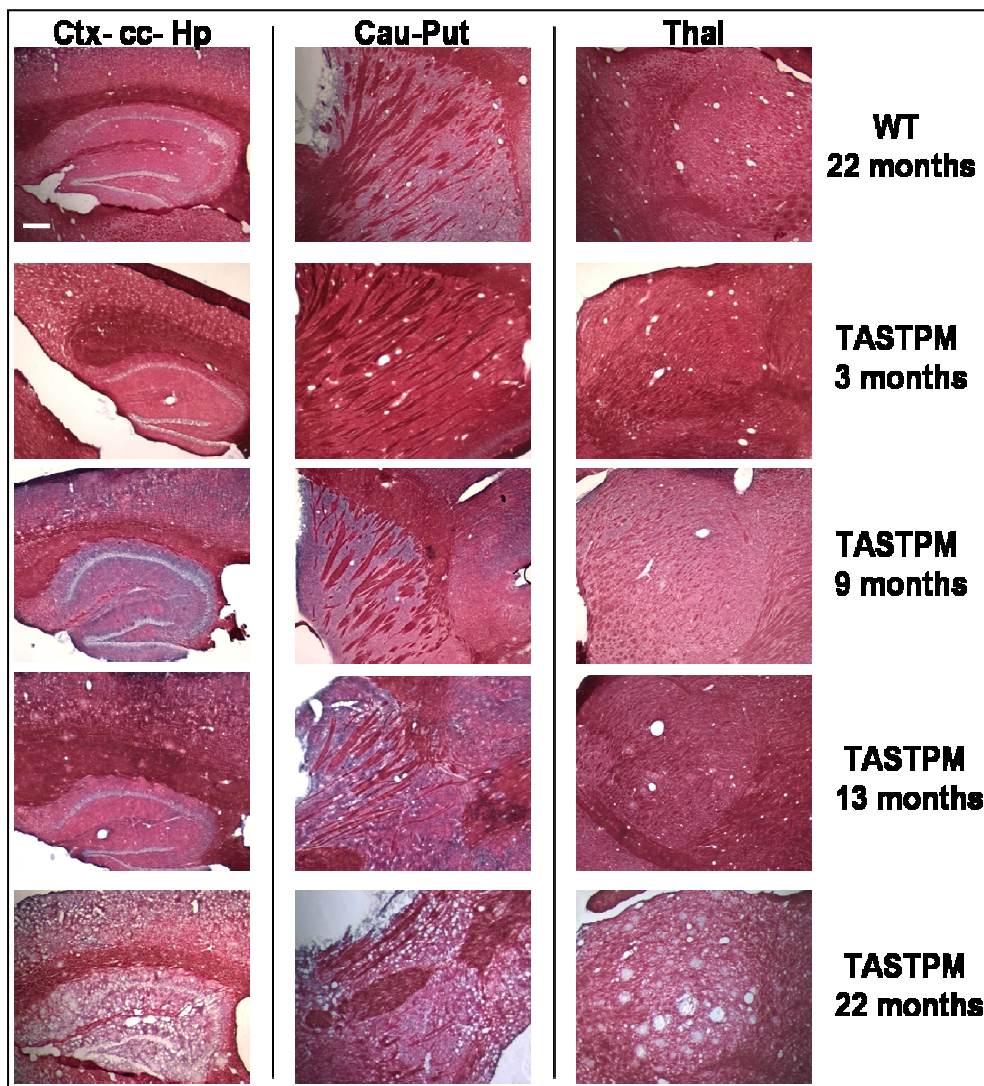 Ctx- cc- Hp
Cau-Put
Thal
WT
22 months
TASTPM
3 months
TASTPM
9 months
TASTPM
13 months
TASTPM
22 months